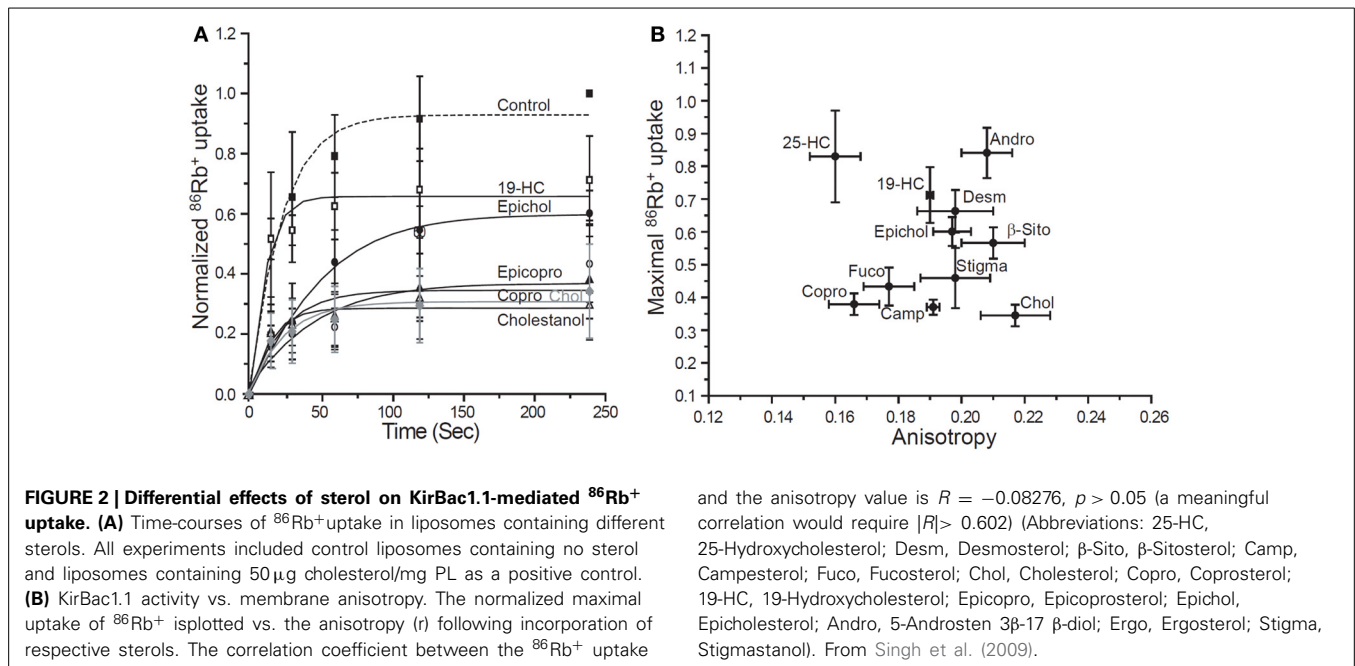 A
Normalized ⁸⁶Rb⁺ uptake
1.2
1.0
0.8
0.6
0.4
0.2
0.0
Control
19-HC
Epichol
Epicopro
Copro Chol
Cholestanol
0 50 100 150 200 250
Time (Sec)
B
Maximal ⁸⁶Rb⁺ uptake
1.2
1.1
1.0
0.9
0.8
0.7
0.6
0.5
0.4
0.3
0.2
0.1
25-HC
Andro
19-HC
Desm
Epichol
β-Sito
Stigma
Fuco
Copro
Camp
Chol
0.12 0.14 0.16 0.18 0.20 0.22 0.24 0.26
Anisotropy
FIGURE 2 | Differential effects of sterol on KirBac1.1-mediated ⁸⁶Rb⁺
uptake. (A) Time-courses of ⁸⁶Rb⁺uptake in liposomes containing different
sterols. All experiments included control liposomes containing no sterol
and liposomes containing 50 μg cholesterol/mg PL as a positive control.
(B) KirBac1.1 activity vs. membrane anisotropy. The normalized maximal
uptake of ⁸⁶Rb⁺ isplotted vs. the anisotropy (r) following incorporation of
respective sterols. The correlation coefficient between the ⁸⁶Rb⁺ uptake
and the anisotropy value is R = −0.08276, p > 0.05 (a meaningful
correlation would require |R|> 0.602) (Abbreviations: 25-HC,
25-Hydroxycholesterol; Desm, Desmosterol; β-Sito, β-Sitosterol; Camp,
Campesterol; Fuco, Fucosterol; Chol, Cholesterol; Copro, Coprosterol;
19-HC, 19-Hydroxycholesterol; Epicopro, Epicoprosterol; Epichol,
Epicholesterol; Andro, 5-Androsten 3β-17 β-diol; Ergo, Ergosterol; Stigma,
Stigmastanol). From Singh et al. (2009).